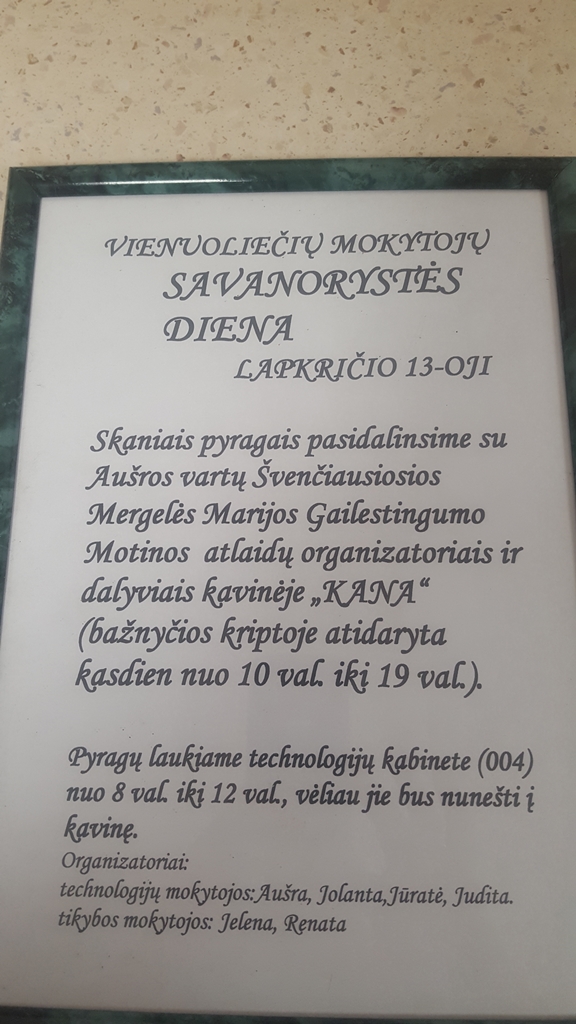 VIENUOLIEČIŲ MOKYTOJŲ
SAVANORYSTĖS
DIENA
LAPKRIČIO 13-OJI
Skaniais pyragais pasidalinsime su
Aušros vartų Švenčiausiosios
Mergelės Marijos Gailestingumo
Motinos atlaidų organizatoriais ir
dalyviais kavinėje „KANA“
(bažnyčios kriptoje atidaryta
kasdien nuo 10 val. iki 19 val.).
Pyragų laukiame technologijų kabinete (004)
nuo 8 val. iki 12 val., vėliau jie bus nunešti į
kavinę.
Organizatoriai:
technologijų mokytojos:Aušra, Jolanta,Jūratė, Judita.
tikybos mokytojos: Jelena, Renata